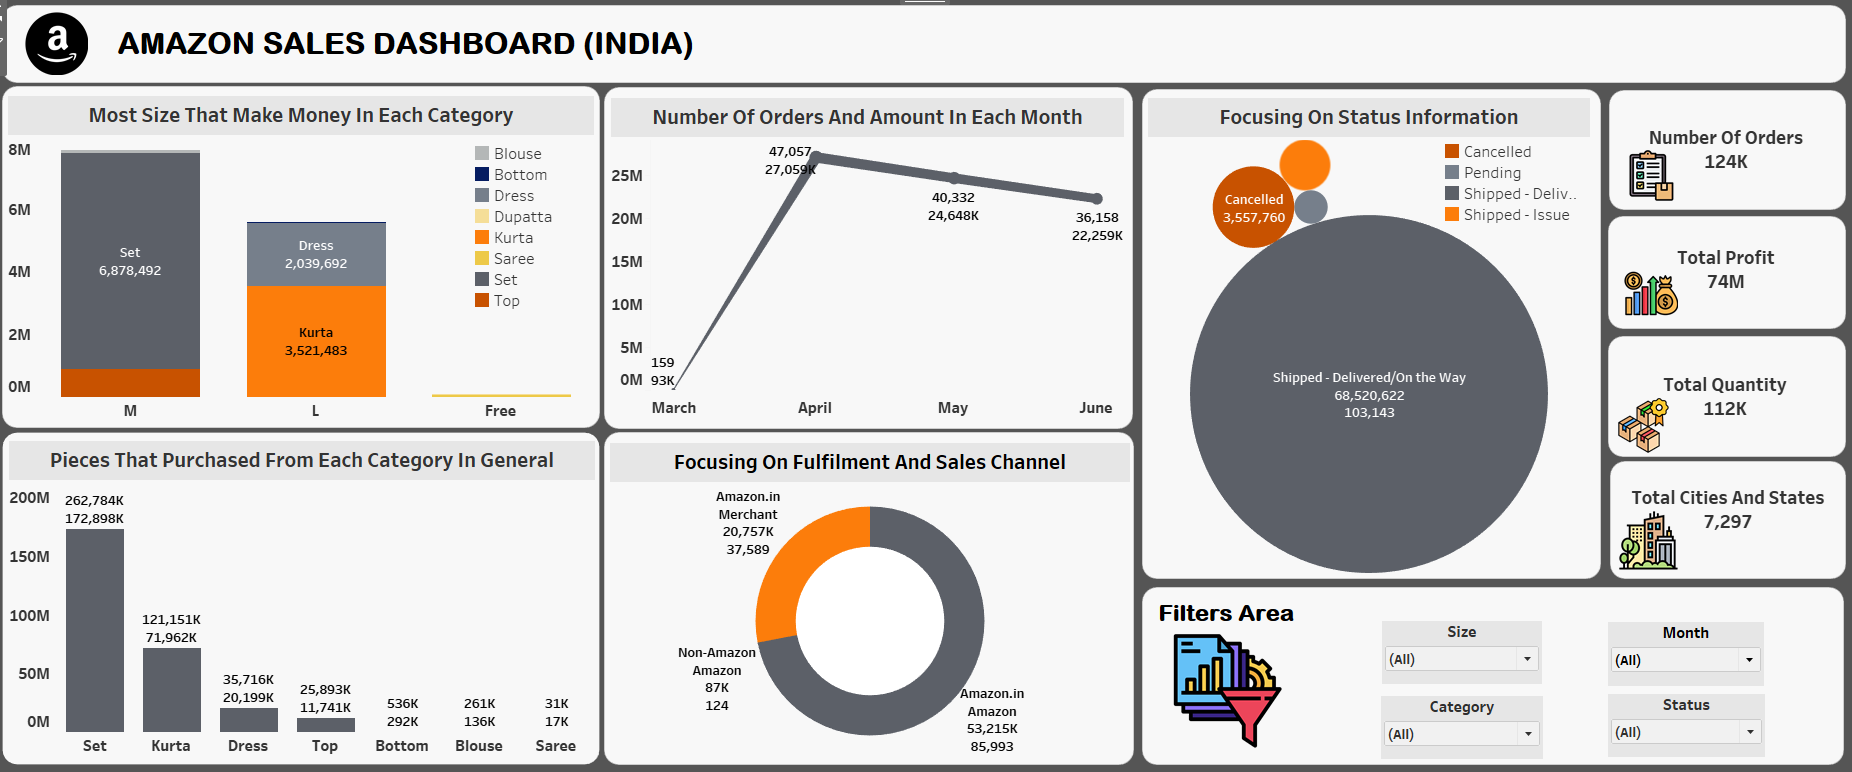 a
AMAZON SALES DASHBOARD (INDIA)
Most Size That Make Money In Each Category
8M
6M
4M
2M
0M
Set
6,878,492
Dress
2,039,692
Kurta
3,521,483
M
L
Free
Blouse
Bottom
Dress
Dupatta
Kurta
Saree
Set
Top
Number Of Orders And Amount In Each Month
25M
20M
15M
10M
5M
0M
159
93K
47,057
27,059K
40,332
24,648K
36,158
22,259K
March
April
May
June
Focusing On Status Information
Cancelled
Pending
Shipped - Deliv..
Shipped - Issue
Cancelled
3,557,760
Shipped - Delivered/On the Way
68,520,622
103,143
Number Of Orders
124K
Total Profit
74M
Total Quantity
112K
Total Cities And States
7,297
Pieces That Purchased From Each Category In General
200M
150M
100M
50M
0M
262,784K
172,898K
121,151K
71,962K
35,716K
20,199K
25,893K
11,741K
536K
292K
261K
136K
31K
17K
Set
Kurta
Dress
Top
Bottom
Blouse
Saree
Focusing On Fulfilment And Sales Channel
Amazon.in
Merchant
20,757K
37,589
Non-Amazon
Amazon
87K
124
Amazon.in
Amazon
53,215K
85,993
Filters Area
Size
(All)
Month
(All)
Category
(All)
Status
(All)